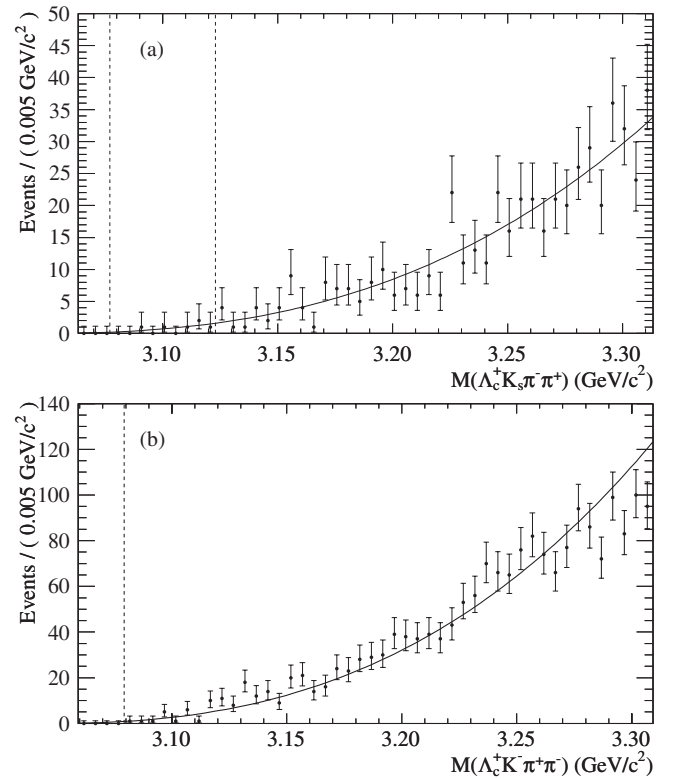 Events / ( 0.005 GeV/c² )
50
45
40
35
30
25
20
15
10
5
0
(a)
3.10 3.15 3.20 3.25 3.30
M(Λc⁺Ksπ⁻π⁺) (GeV/c²)
Events / ( 0.005 GeV/c² )
140
120
100
80
60
40
20
0
(b)
3.10 3.15 3.20 3.25 3.30
M(Λc⁺K⁻π⁺π⁻) (GeV/c²)